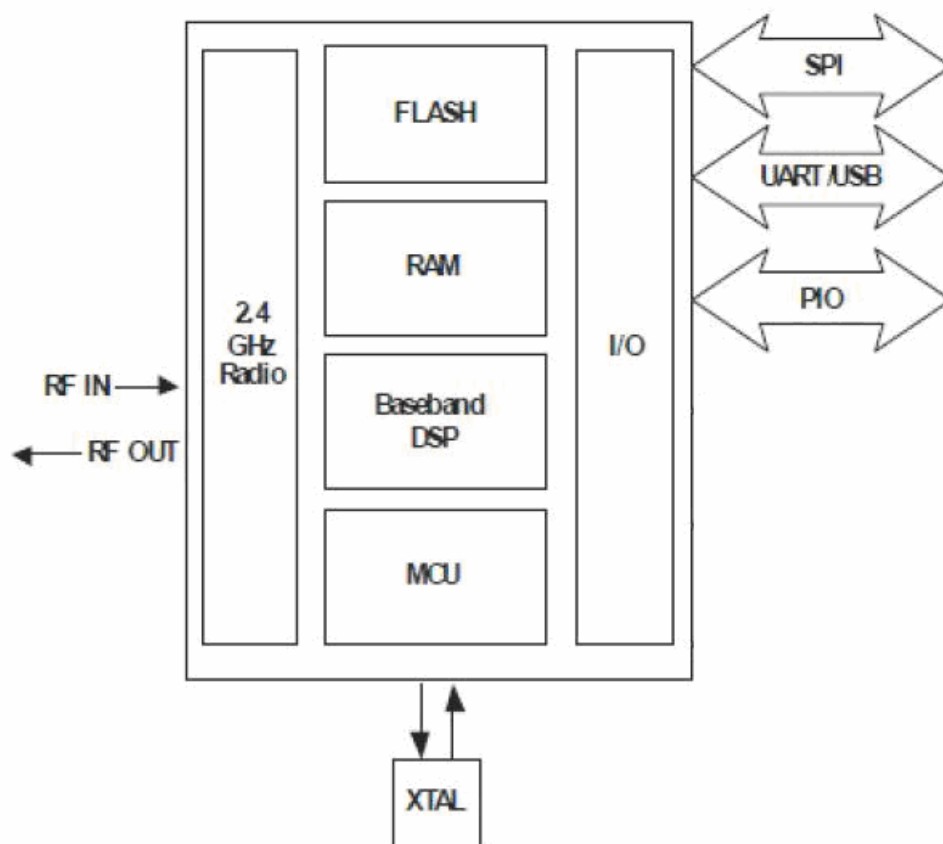 FLASH
RAM
Baseband
DSP
MCU
2.4
GHz
Radio
I/O
SPI
UART/USB
PIO
RF IN
RF OUT
XTAL